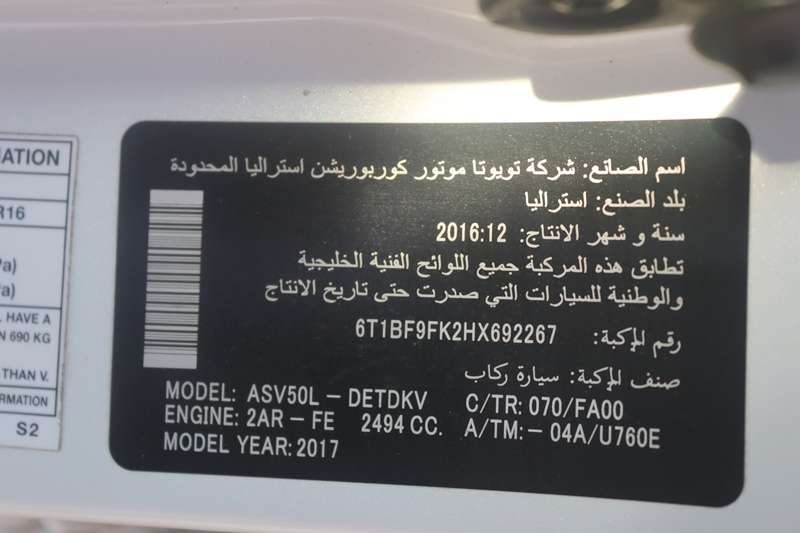 اسم الصانع: شركة تويوتا موتور كوربوريشن استراليا المحدودة
بلد الصنع: استراليا
سنة و شهر الانتاج: 2016:12
تطابق هذه المركبة جميع اللوائح الفنية الخليجية
والوطنية للسيارات التي صدرت حتى تاريخ الانتاج
رقم المركبة: 6T1BF9FK2HX692267
صنف المركبة: سيارة ركاب
MODEL: ASV50L - DETDKV C/TR: 070/FA00
ENGINE: 2AR - FE 2494 CC. A/TM: - 04A/U760E
MODEL YEAR: 2017
R16
HAVE A
690 KG
THAN V.
S2